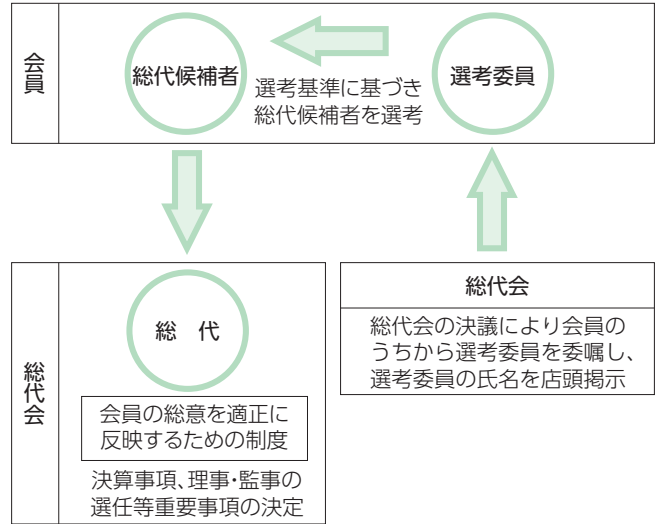 会員
総代候補者
選考基準に基づき
総代候補者を選考
選考委員
総代会
総　代
会員の総意を適正に
反映するための制度
決算事項、理事・監事の
選任等重要事項の決定
総代会
総代会の決議により会員の
うちから選考委員を委嘱し、
選考委員の氏名を店頭掲示